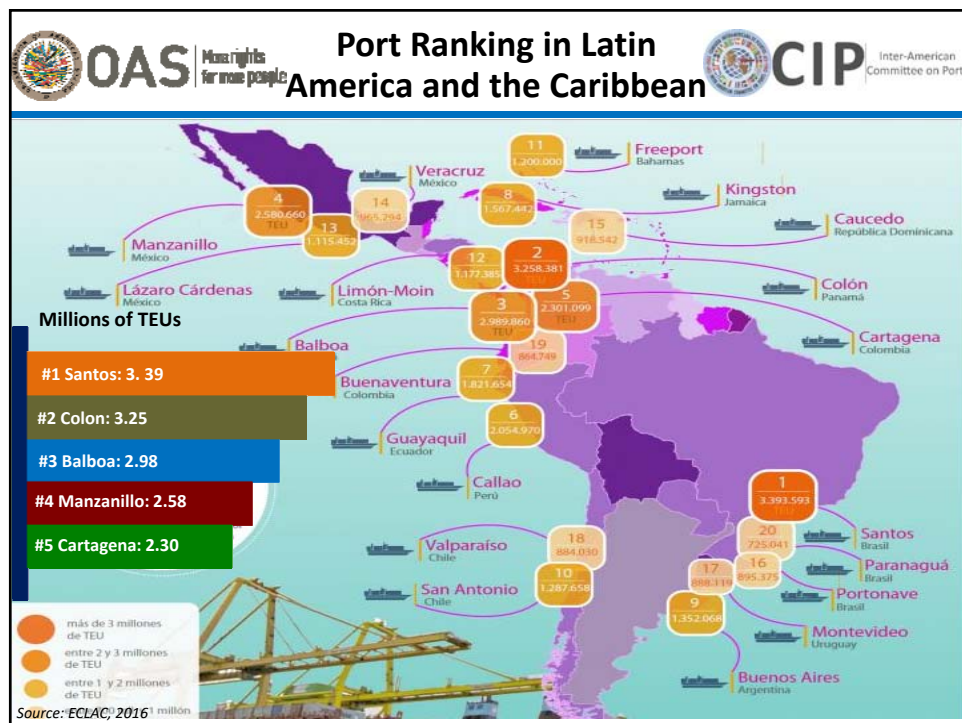 OAS
More rights
for more people
Port Ranking in Latin
America and the Caribbean
CIP
Inter-American
Committee on Port
11
1.200.000
Freeport
Bahamas
Veracruz
México
4
2.580.660
TEU
14
965.294
8
1.567.442
Kingston
Jamaica
13
1.115.452
15
918.542
Caucedo
República Dominicana
Manzanillo
México
12
1.177.385
2
3.258.381
TEU
Lázaro Cárdenas
México
Limón-Moin
Costa Rica
Colón
Panamá
3
2.989.860
TEU
5
2.301.099
TEU
Millions of TEUs
Balboa
19
864.749
Cartagena
Colombia
#1 Santos: 3. 39
Buenaventura
Colombia
7
1.821.654
#2 Colon: 3.25
6
2.054.970
Guayaquil
Ecuador
#3 Balboa: 2.98
Callao
Perú
1
3.393.593
TEU
#4 Manzanillo: 2.58
#5 Cartagena: 2.30
Valparaíso
Chile
18
884.030
20
725.041
Santos
Brasil
San Antonio
Chile
10
1.287.658
17
888.119
16
895.375
Paranaguá
Brasil
Portonave
Brasil
9
1.352.068
Montevideo
Uruguay
Buenos Aires
Argentina
más de 3 millones
de TEU
entre 2 y 3 millones
de TEU
entre 1 y 2 millones
de TEU
1 millón
Source: ECLAC, 2016